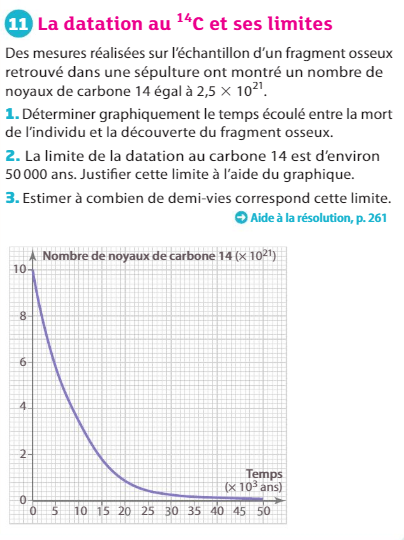 11 La datation au ¹⁴C et ses limites
Des mesures réalisées sur l'échantillon d'un fragment osseux
retrouvé dans une sépulture ont montré un nombre de
noyaux de carbone 14 égal à 2,5 × 10²¹.
1. Déterminer graphiquement le temps écoulé entre la mort
de l'individu et la découverte du fragment osseux.
2. La limite de la datation au carbone 14 est d'environ
50 000 ans. Justifier cette limite à l'aide du graphique.
3. Estimer à combien de demi-vies correspond cette limite.
Aide à la résolution, p. 261
Nombre de noyaux de carbone 14 (× 10²¹)
10
8
6
4
2
0
Temps
(× 10³ ans)
0 5 10 15 20 25 30 35 40 45 50